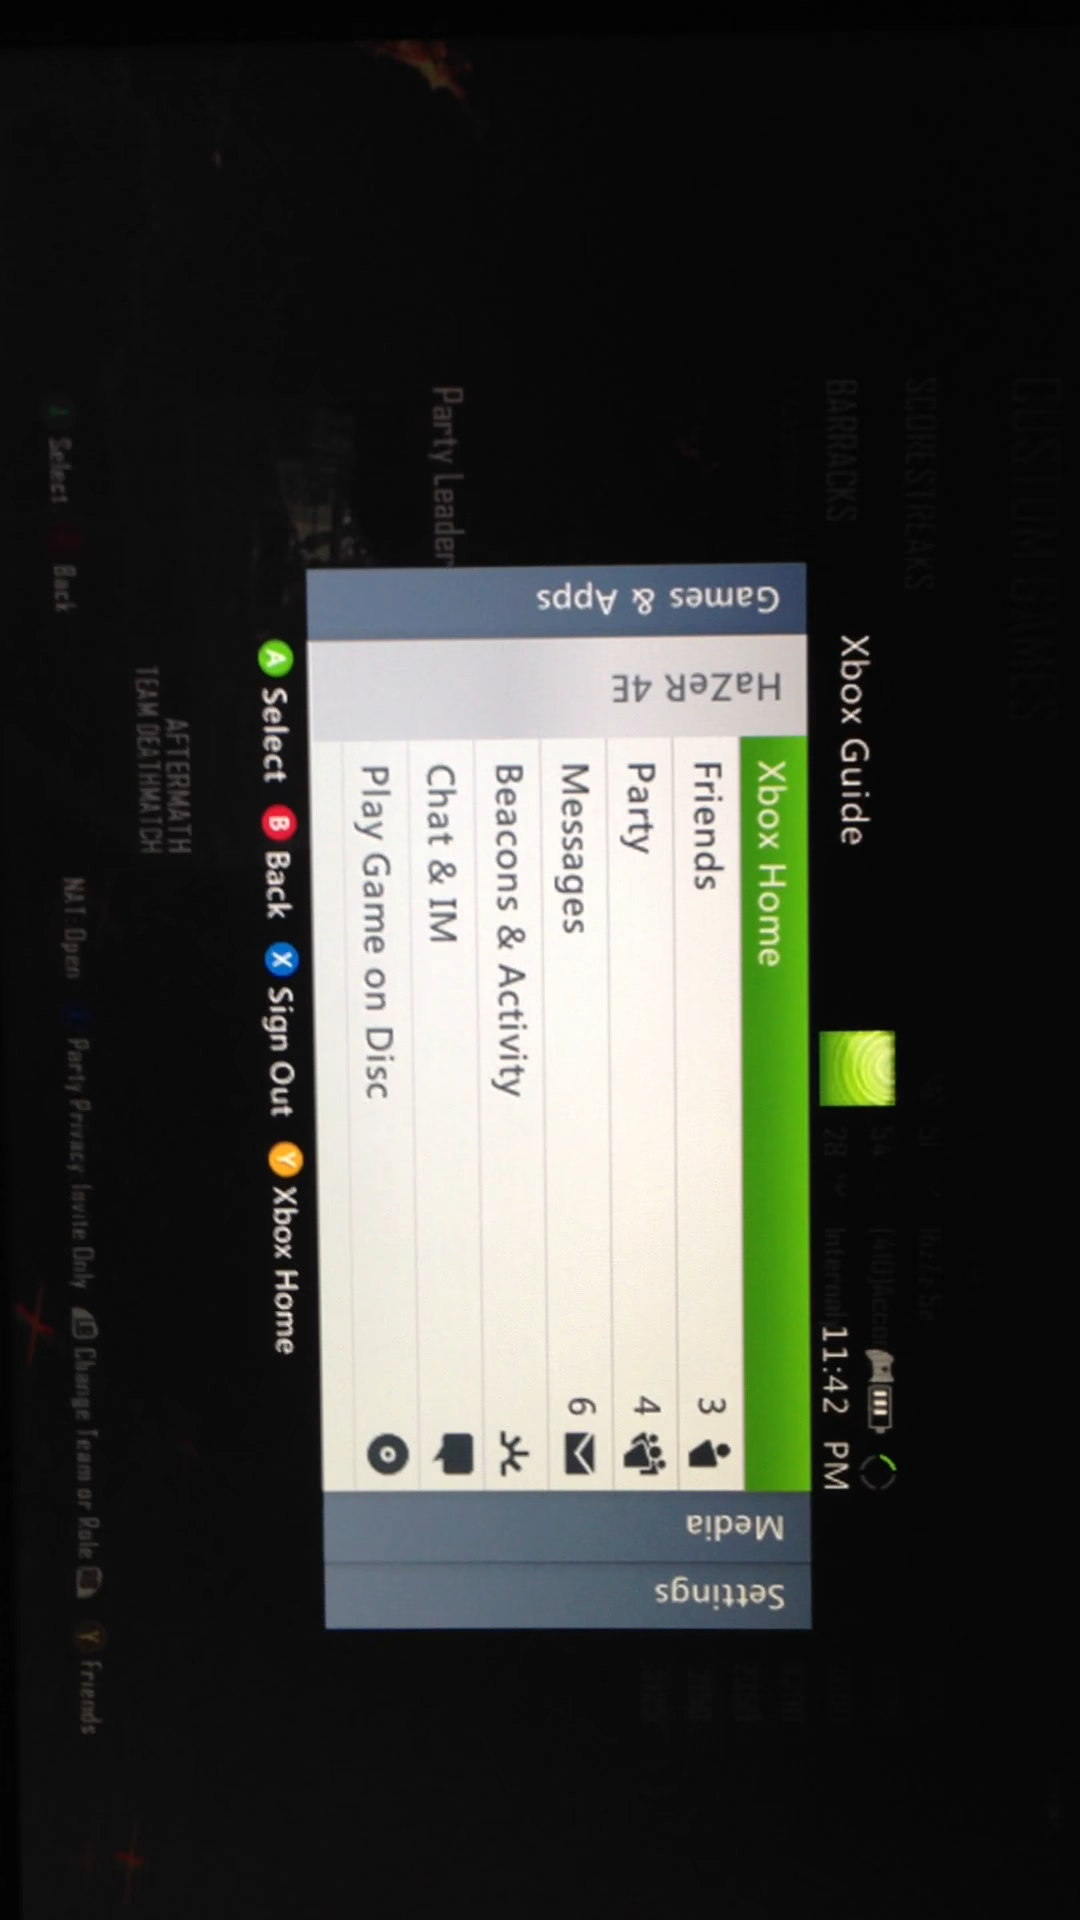 CUSTOM GAMES
SCORESTREAKS
BARRACKS
Xbox Guide
11:42 PM
Games & Apps
HaZeR 4E
Xbox Home
Friends 3
Party 4
Messages 6
Beacons & Activity
Chat & IM
Play Game on Disc
Media
Settings
Party Leader
A Select B Back X Sign Out Y Xbox Home
AFTERMATH
TEAM DEATHMATCH
Select Back NAT: Open X Party Privacy Invite Only LB Change Team or Role Y Friends